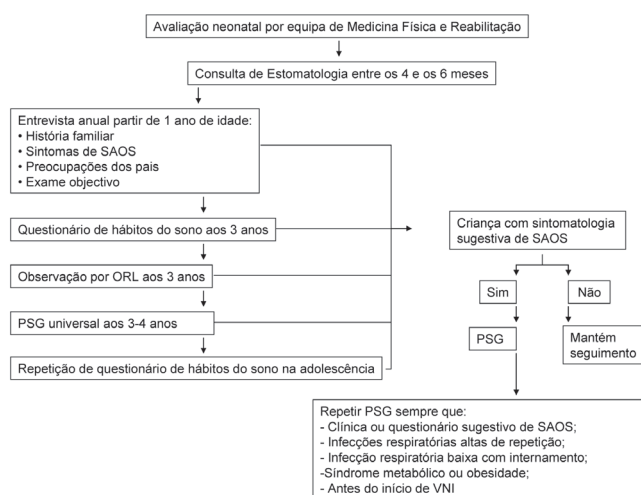 Avaliação neonatal por equipa de Medicina Física e Reabilitação
Consulta de Estomatologia entre os 4 e os 6 meses
Entrevista anual partir de 1 ano de idade:
• História familiar
• Sintomas de SAOS
• Preocupações dos pais
• Exame objectivo
Questionário de hábitos do sono aos 3 anos
Observação por ORL aos 3 anos
PSG universal aos 3-4 anos
Repetição de questionário de hábitos do sono na adolescência
Criança com sintomatologia
sugestiva de SAOS
Sim
Não
PSG
Mantém
seguimento
Repetir PSG sempre que:
- Clínica ou questionário sugestivo de SAOS;
- Infecções respiratórias altas de repetição;
- Infecção respiratória baixa com internamento;
-Síndrome metabólico ou obesidade;
- Antes do início de VNI